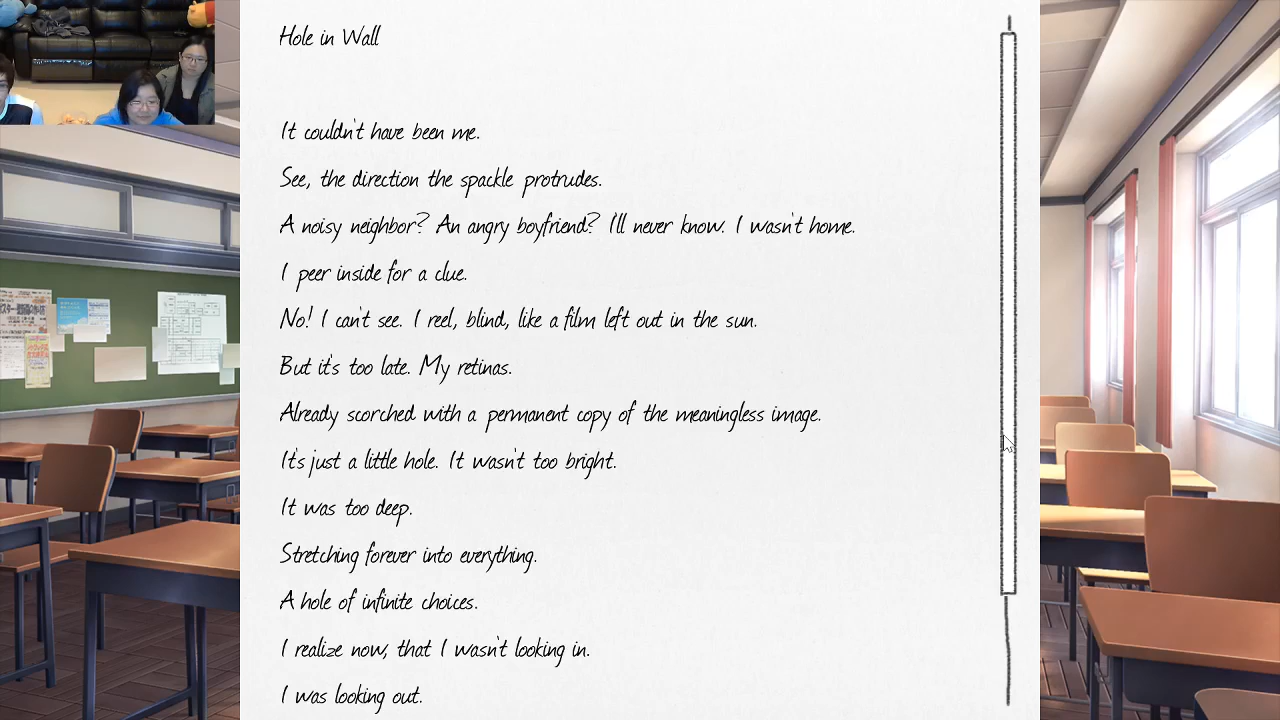 Hole in Wall
It couldn't have been me.
See, the direction the spackle protrudes.
A noisy neighbor? An angry boyfriend? I'll never know. I wasn't home.
I peer inside for a clue.
No! I can't see. I reel, blind, like a film left out in the sun.
But it's too late. My retinas.
Already scorched with a permanent copy of the meaningless image.
It's just a little hole. It wasn't too bright.
It was too deep.
Stretching forever into everything.
A hole of infinite choices.
I realize now, that I wasn't looking in.
I was looking out.